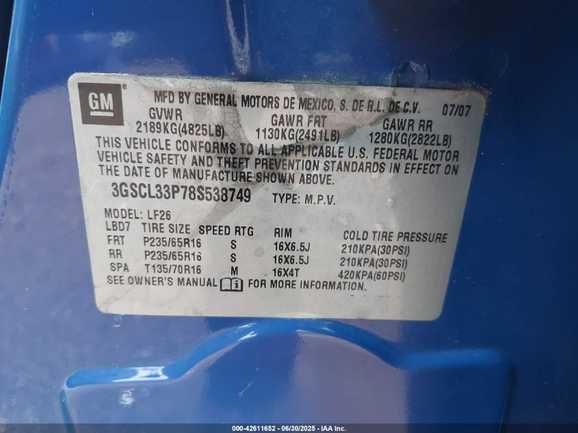 GM
MFD BY GENERAL MOTORS DE MEXICO, S. DE R.L. DE C.V. 07/07
GVWR GAWR FRT GAWR RR
2189KG(4825LB) 1130KG(2491LB) 1280KG(2822LB)
THIS VEHICLE CONFORMS TO ALL APPLICABLE U.S. FEDERAL MOTOR
VEHICLE SAFETY AND THEFT PREVENTION STANDARDS IN EFFECT ON
THE DATE OF MANUFACTURE SHOWN ABOVE.
3GSCL33P78S538749 TYPE: M.P.V.
MODEL: LF26
LBD7 TIRE SIZE SPEED RTG RIM COLD TIRE PRESSURE
FRT P235/65R16 S 16X6.5J 210KPA(30PSI)
RR P235/65R16 S 16X6.5J 210KPA(30PSI)
SPA T135/70R16 M 16X4T 420KPA(60PSI)
SEE OWNER'S MANUAL FOR MORE INFORMATION.
000-42611652 - 06/30/2025 - IAA Inc.